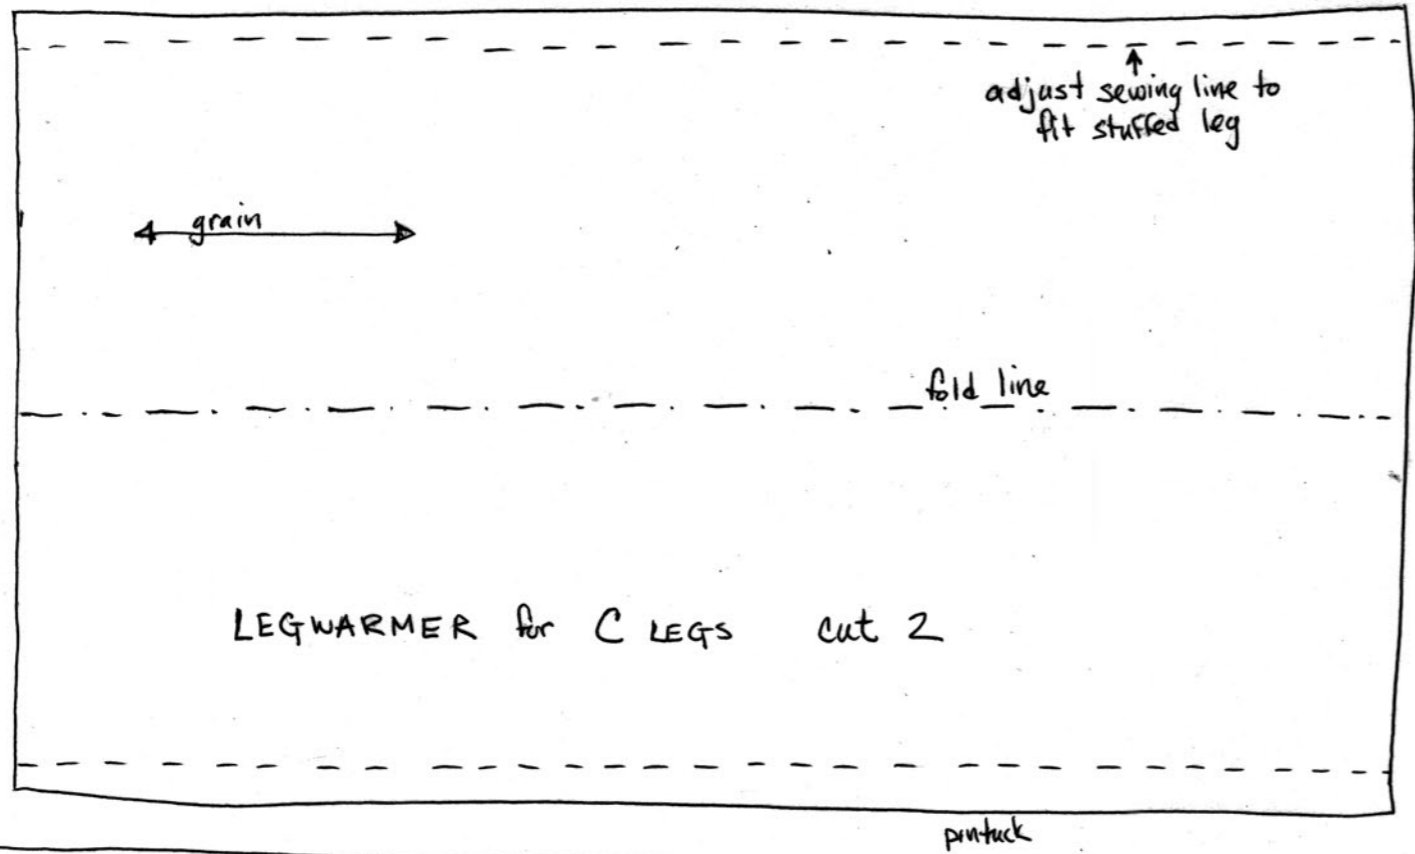 adjust sewing line to
fit stuffed leg
grain
fold line
LEGWARMER for C LEGS cut 2
pintuck